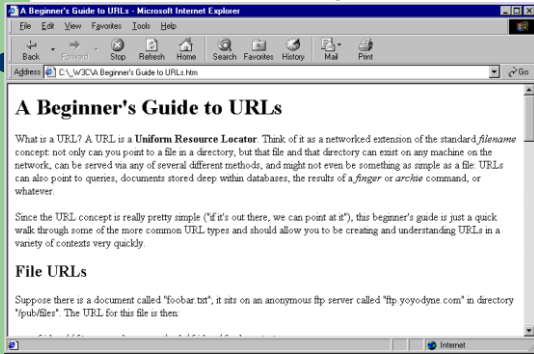 A Beginner's Guide to URLs - Microsoft Internet Explorer
File Edit View Favorites Tools Help
Back Forward Stop Refresh Home Search Favorites History Mail Print
Address C:\_W3C\A Beginner's Guide to URLs.htm Go
A Beginner's Guide to URLs
What is a URL? A URL is a Uniform Resource Locator. Think of it as a networked extension of the standard filename
concept: not only can you point to a file in a directory, but that file and that directory can exist on any machine on the
network, can be served via any of several different methods, and might not even be something as simple as a file: URLs
can also point to queries, documents stored deep within databases, the results of a finger or archie command, or
whatever.
Since the URL concept is really pretty simple ("if it's out there, we can point at it"), this beginner's guide is just a quick
walk through some of the more common URL types and should allow you to be creating and understanding URLs in a
variety of contexts very quickly.
File URLs
Suppose there is a document called "foobar.txt"; it sits on an anonymous ftp server called "ftp.yoyodyne.com" in directory
"/pub/files". The URL for this file is then:
Internet